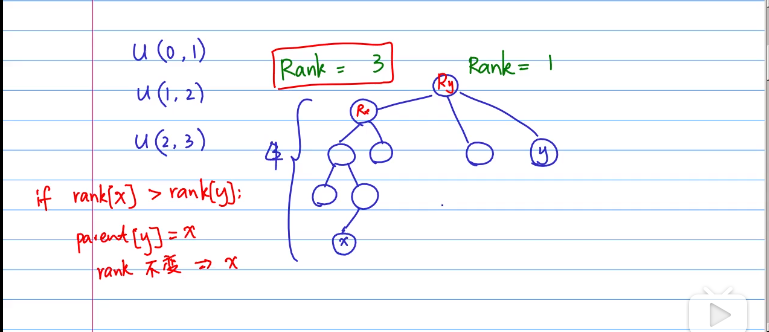 U(0,1)
U(1,2)
U(2,3)
Rank = 3
Rank = 1
Ry
Rx
4
y
x
if rank[x] > rank[y]:
parent[y] = x
rank 不变 ⇒ x